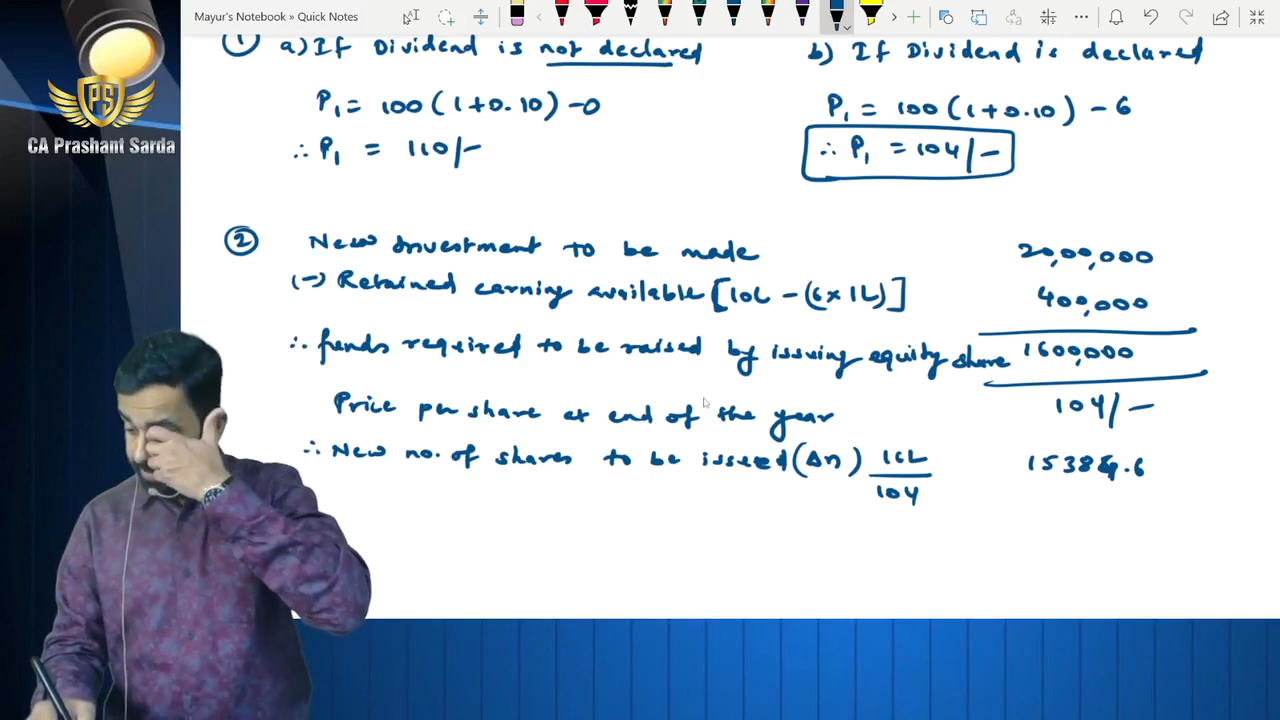 Mayur's Notebook » Quick Notes
① a) If Dividend is not declared
P₁ = 100 (1+0.10) - 0
∴ P₁ = 110/-
b) If Dividend is declared
P₁ = 100 (1+0.10) - 6
∴ P₁ = 104/-
PS
CA Prashant Sarda
② New Investment to be made 20,00,000
(-) Retained earning available [10L - (6×1L)] 400,000
∴ funds required to be raised by issuing equity share 1600,000
Price per share at end of the year 104/-
∴ New no. of shares to be issued (Δn) 16L/104 15384.6